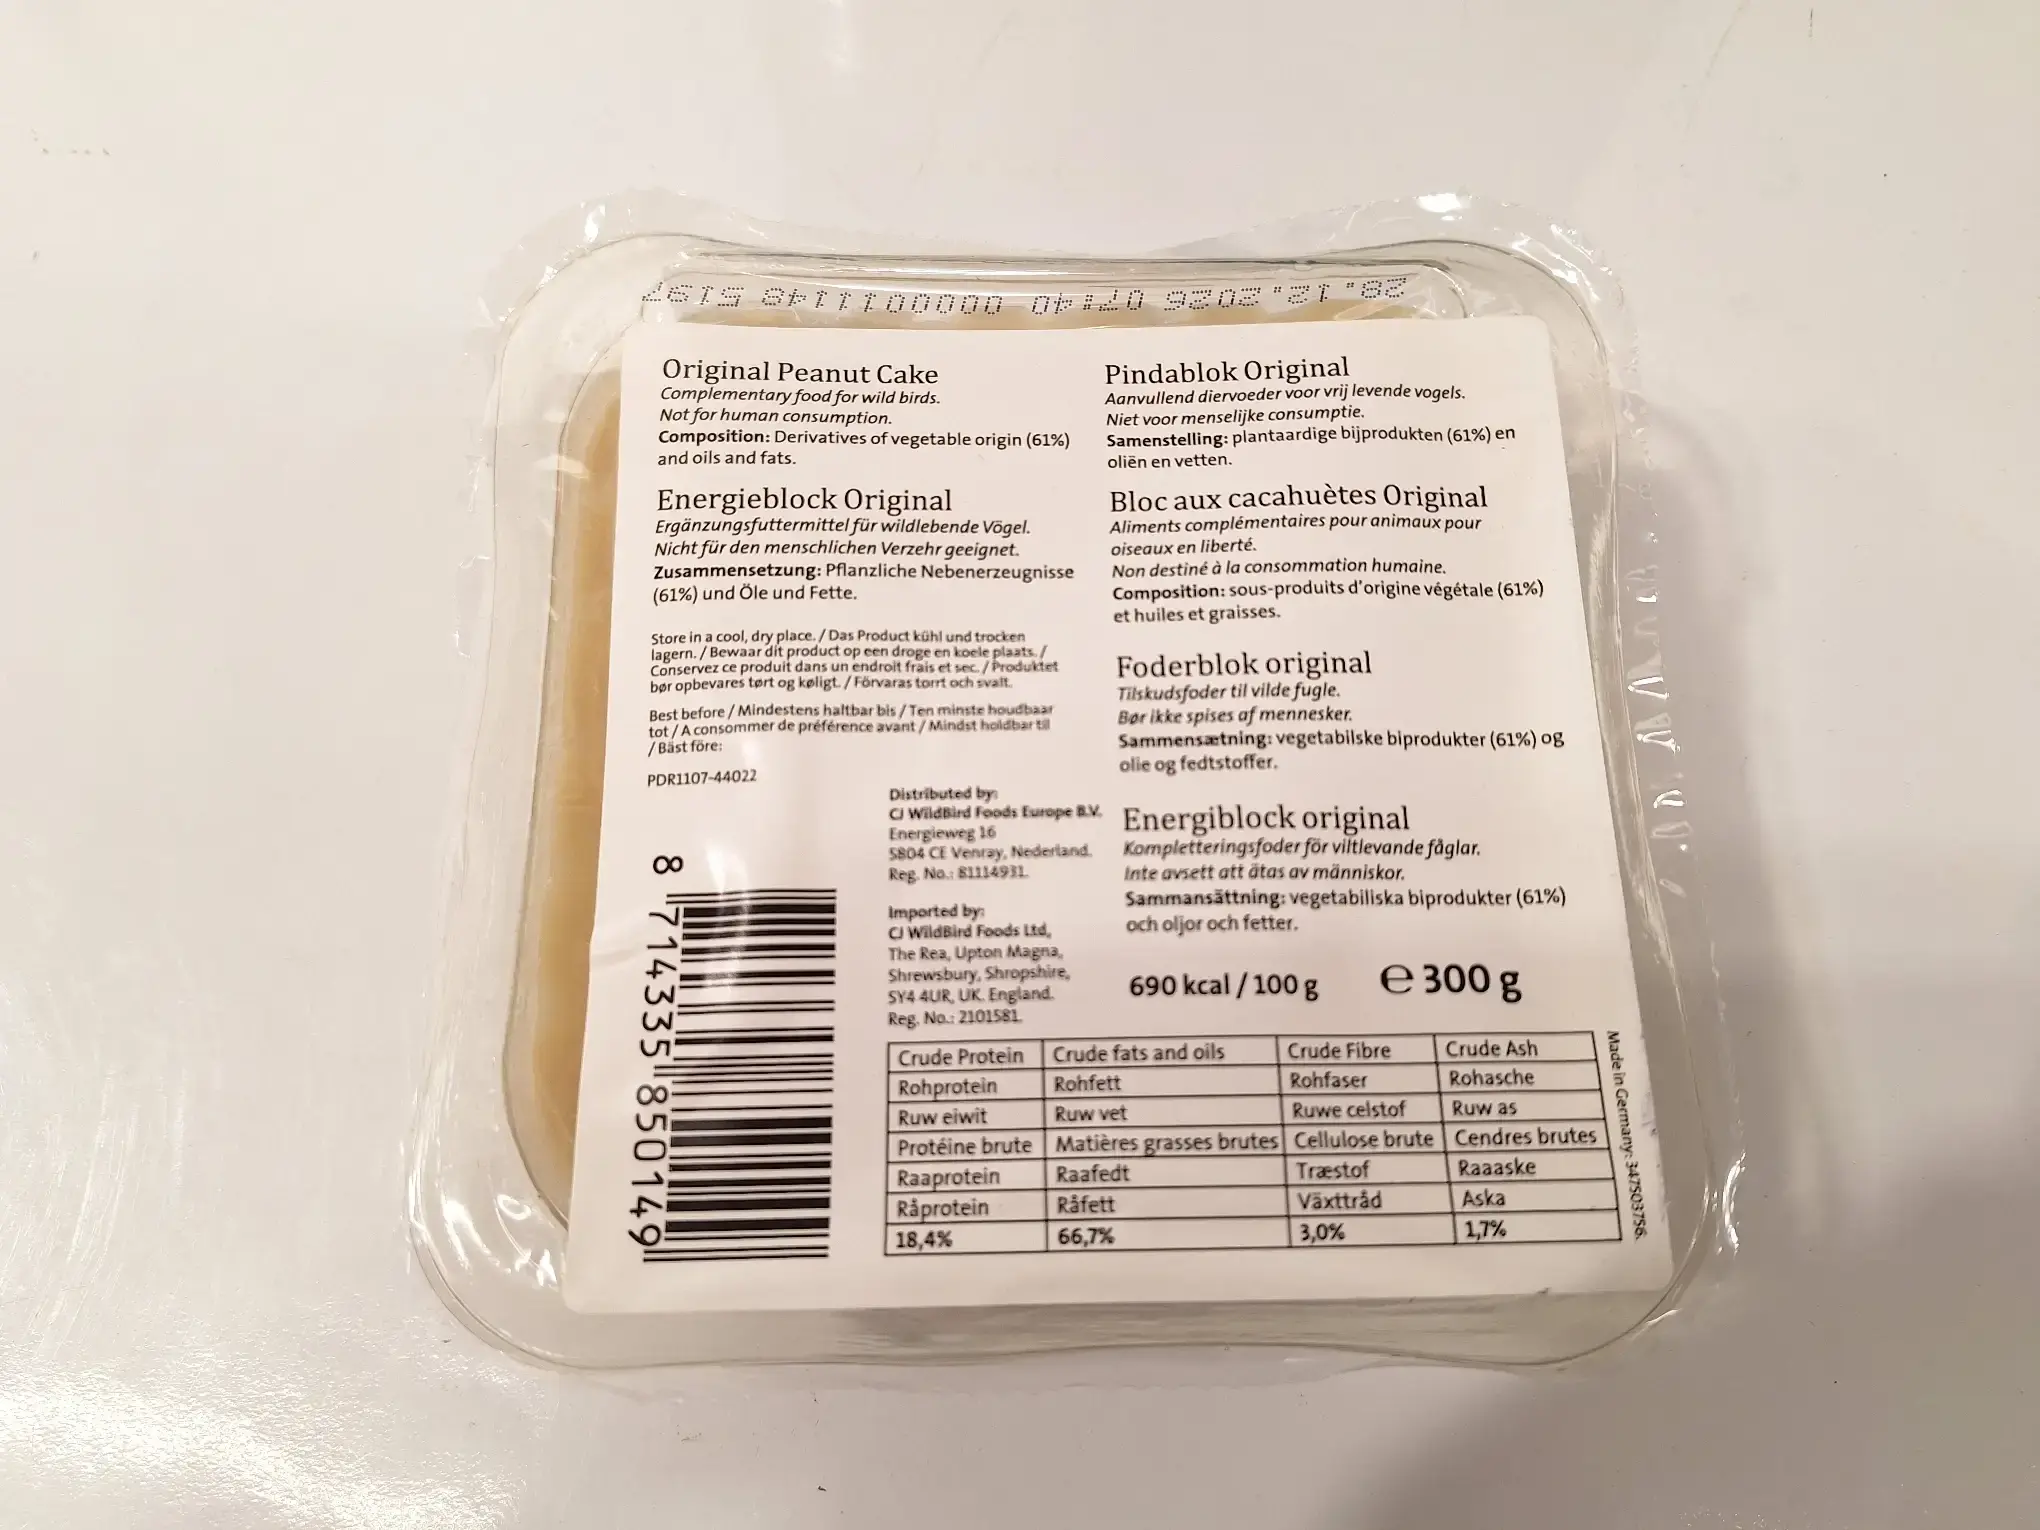 28.12.2026
Original Peanut Cake
Complementary food for wild birds.
Not for human consumption.
Composition: Derivatives of vegetable origin (61%)
and oils and fats.
Energieblock Original
Ergänzungsfuttermittel für wildlebende Vögel.
Nicht für den menschlichen Verzehr geeignet.
Zusammensetzung: Pflanzliche Nebenerzeugnisse
(61%) und Öle und Fette.
Store in a cool, dry place. / Das Product kühl und trocken
lagern. / Bewaar dit product op een droge en koele plaats. /
Conservez ce produit dans un endroit frais et sec. / Produktet
bør opbevares tørt og køligt. / Förvaras torrt och svalt.
Best before / Mindestens haltbar bis / Ten minste houdbaar
tot / A consommer de préférence avant / Mindst holdbar til
/ Bäst före:
PDR1107-44022
8 714335 850149
Distributed by:
CJ WildBird Foods Europe B.V.
Energieweg 16
5804 CE Venray, Nederland.
Reg. No.: 81114931.
Imported by:
CJ WildBird Foods Ltd,
The Rea, Upton Magna,
Shrewsbury, Shropshire,
SY4 4UR, UK. England.
Reg. No.: 2101581.
Pindablok Original
Aanvullend diervoeder voor vrij levende vogels.
Niet voor menselijke consumptie.
Samenstelling: plantaardige bijprodukten (61%) en
oliën en vetten.
Bloc aux cacahuètes Original
Aliments complémentaires pour animaux pour
oiseaux en liberté.
Non destiné à la consommation humaine.
Composition: sous-produits d'origine végétale (61%)
et huiles et graisses.
Foderblok original
Tilskudsfoder til vilde fugle.
Bør ikke spises af mennesker.
Sammensætning: vegetabilske biprodukter (61%) og
olie og fedtstoffer.
Energiblock original
Kompletteringsfoder för viltlevande fåglar.
Inte avsett att ätas av människor.
Sammansättning: vegetabiliska biprodukter (61%)
och oljor och fetter.
690 kcal / 100 g ℮ 300 g
Crude Protein Crude fats and oils Crude Fibre Crude Ash
Rohprotein Rohfett Rohfaser Rohasche
Ruw eiwit Ruw vet Ruwe celstof Ruw as
Protéine brute Matières grasses brutes Cellulose brute Cendres brutes
Raaprotein Raafedt Træstof Raaaske
Råprotein Råfett Växttråd Aska
18,4% 66,7% 3,0% 1,7%
Made in Germany: 347503756.